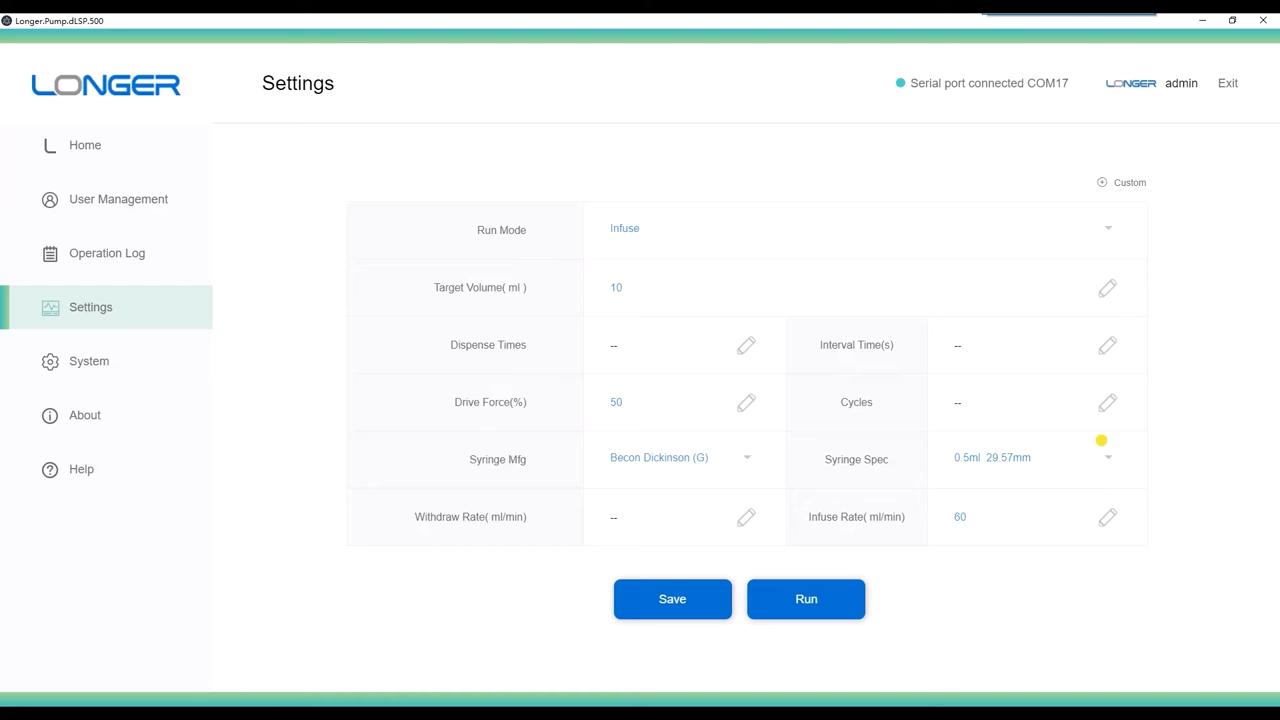 Longer.Pump.dLSP.500
LONGER
Settings
Serial port connected COM17
LONGER
admin
Exit
Home
User Management
Operation Log
Settings
System
About
Help
Custom
Run Mode
Infuse
Target Volume( ml )
10
Dispense Times
--
Interval Time(s)
--
Drive Force(%)
50
Cycles
--
Syringe Mfg
Becon Dickinson (G)
Syringe Spec
0.5ml 29.57mm
Withdraw Rate( ml/min)
--
Infuse Rate( ml/min)
60
Save
Run